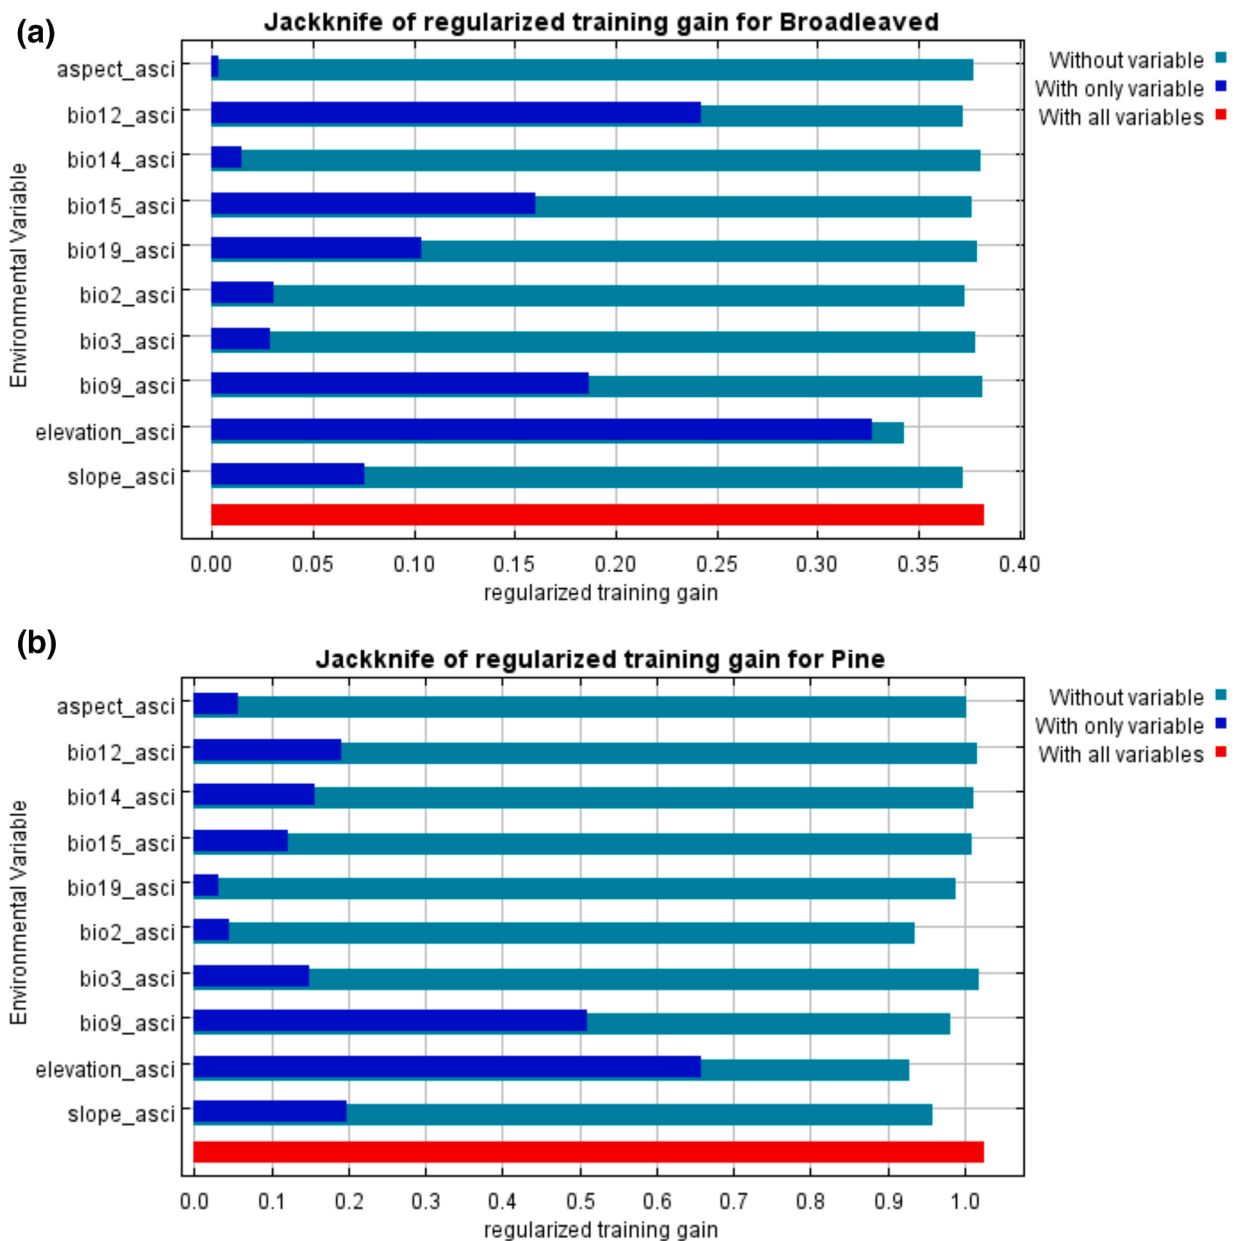 (a)
Jackknife of regularized training gain for Broadleaved
Without variable
With only variable
With all variables
Environmental Variable
aspect_asci
bio12_asci
bio14_asci
bio15_asci
bio19_asci
bio2_asci
bio3_asci
bio9_asci
elevation_asci
slope_asci
0.00 0.05 0.10 0.15 0.20 0.25 0.30 0.35 0.40
regularized training gain
(b)
Jackknife of regularized training gain for Pine
Without variable
With only variable
With all variables
Environmental Variable
aspect_asci
bio12_asci
bio14_asci
bio15_asci
bio19_asci
bio2_asci
bio3_asci
bio9_asci
elevation_asci
slope_asci
0.0 0.1 0.2 0.3 0.4 0.5 0.6 0.7 0.8 0.9 1.0
regularized training gain